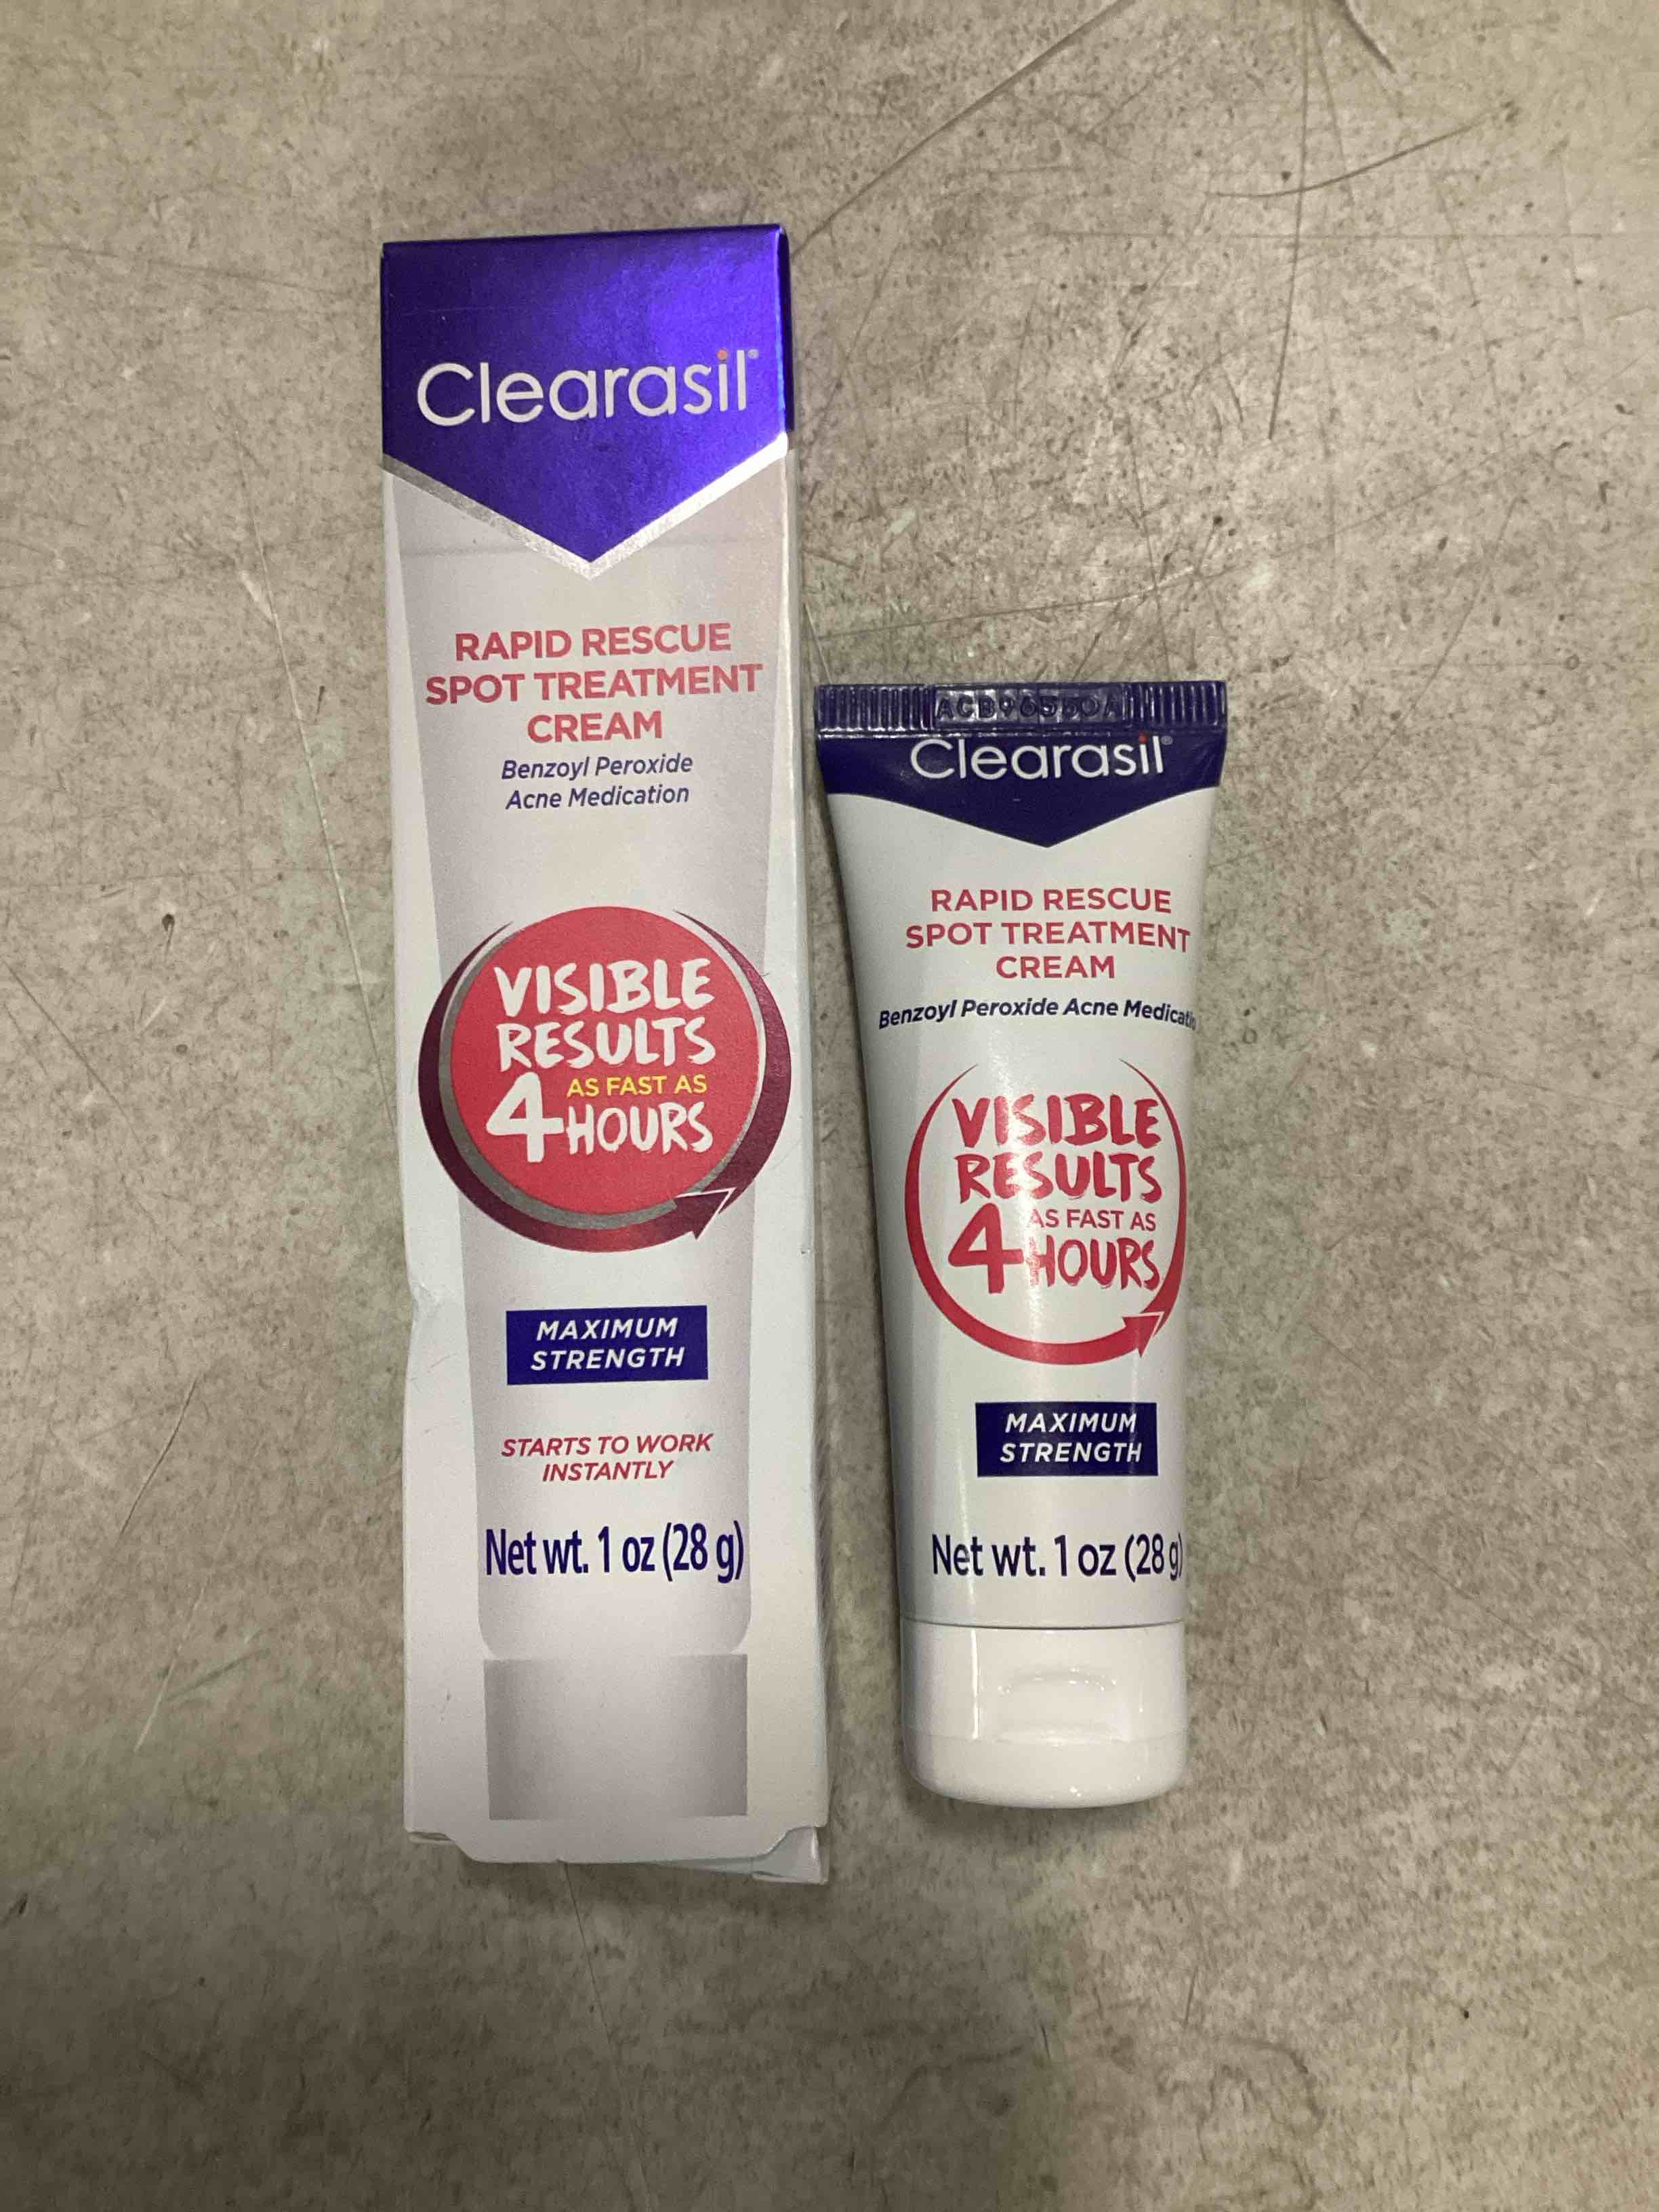 Clearasil®
RAPID RESCUE
SPOT TREATMENT
CREAM
Benzoyl Peroxide
Acne Medication
VISIBLE
RESULTS
AS FAST AS
4 HOURS
MAXIMUM
STRENGTH
STARTS TO WORK
INSTANTLY
Net wt. 1 oz (28 g)
Clearasil®
RAPID RESCUE
SPOT TREATMENT
CREAM
Benzoyl Peroxide Acne
VISIBLE
RESULTS
AS FAST AS
4 HOURS
MAXIMUM
STRENGTH
Net wt. 1 oz (28 g)